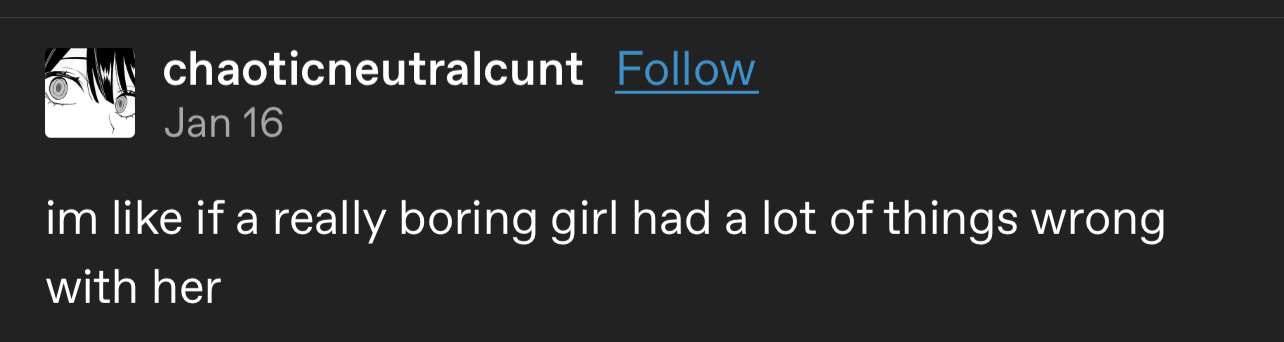 chaoticneutralcunt Follow
Jan 16
im like if a really boring girl had a lot of things wrong
with her